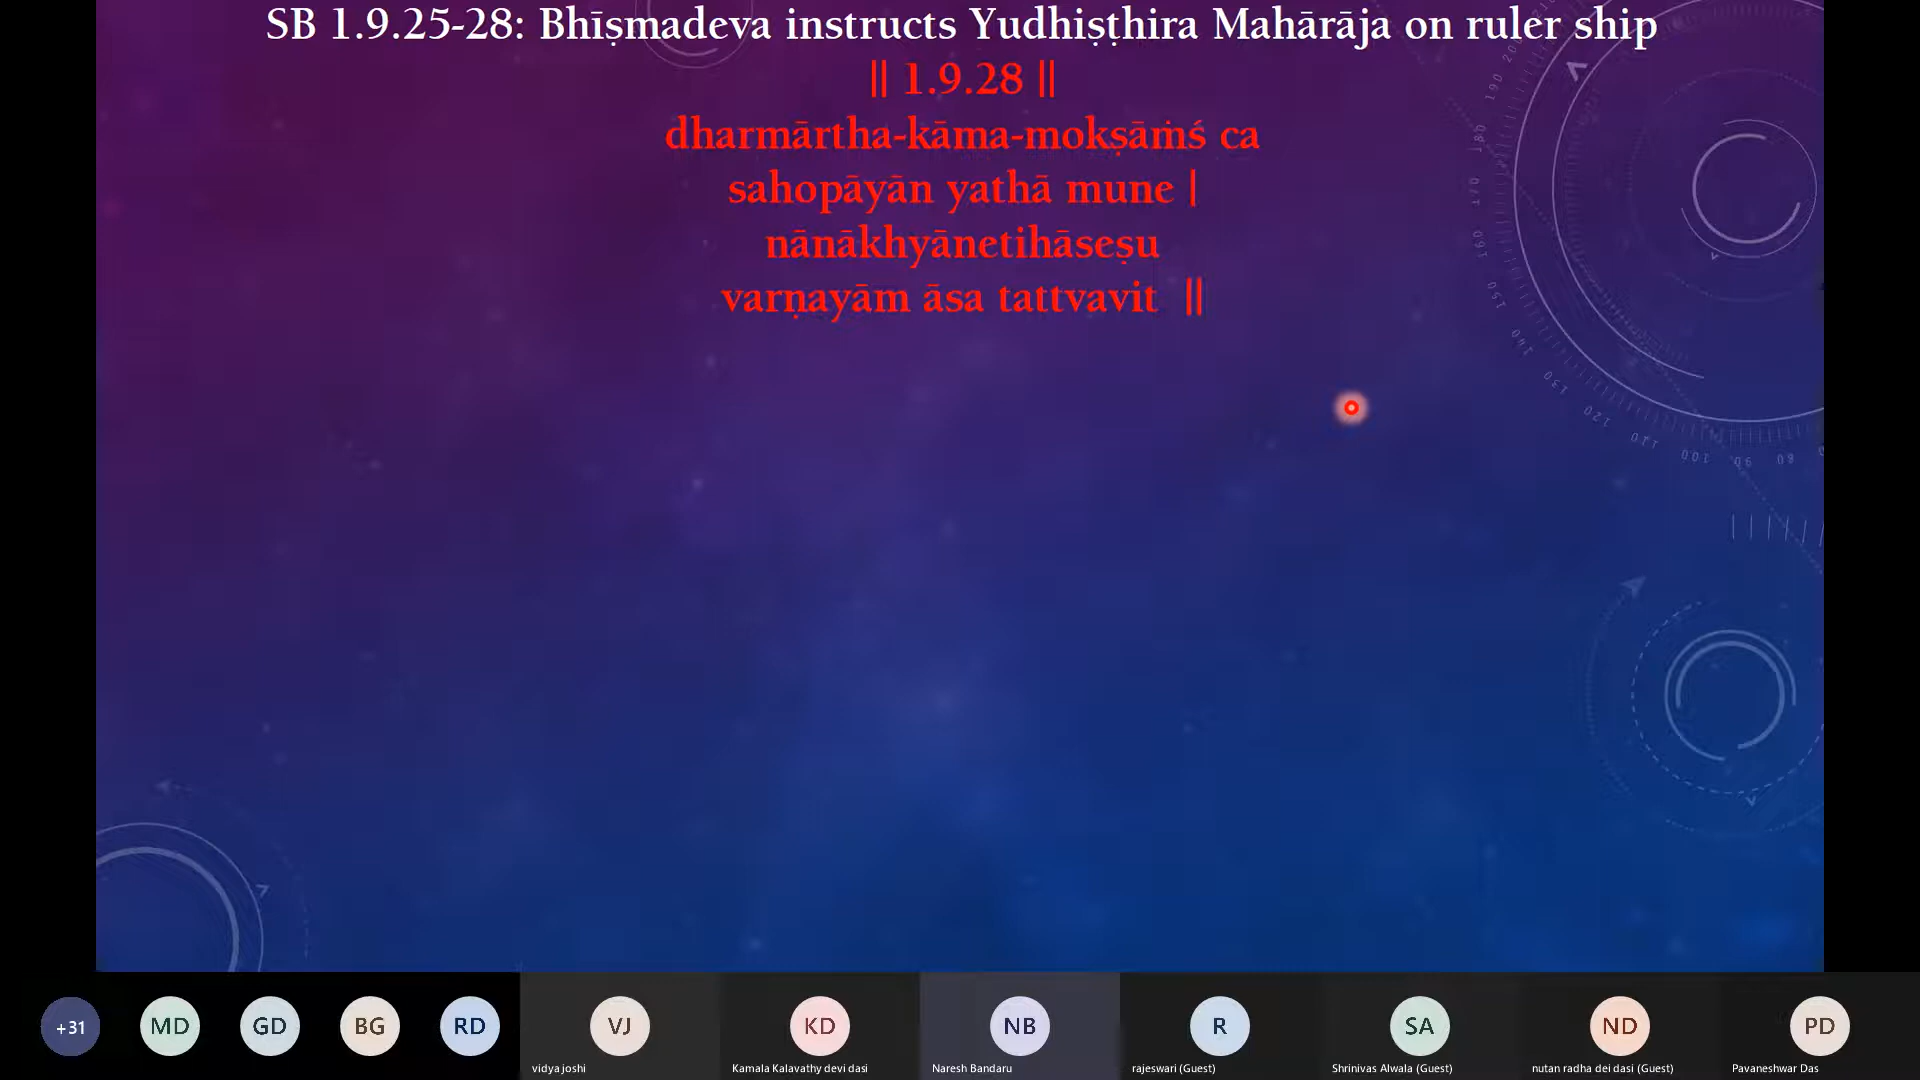 SB 1.9.25-28: Bhīṣmadeva instructs Yudhiṣṭhira Mahārāja on ruler ship
|| 1.9.28 ||
dharmārtha-kāma-mokṣāṁś ca
sahopāyān yathā mune |
nānākhyānetihāseṣu
varṇayām āsa tattvavit ||
+31
MD
GD
BG
RD
VJ
KD
NB
R
SA
ND
PD
vidya joshi
Kamala Kalavathy devi dasi
Naresh Bandaru
rajeswari (Guest)
Shrinivas Alwala (Guest)
nutan radha dei dasi (Guest)
Pavaneshwar Das